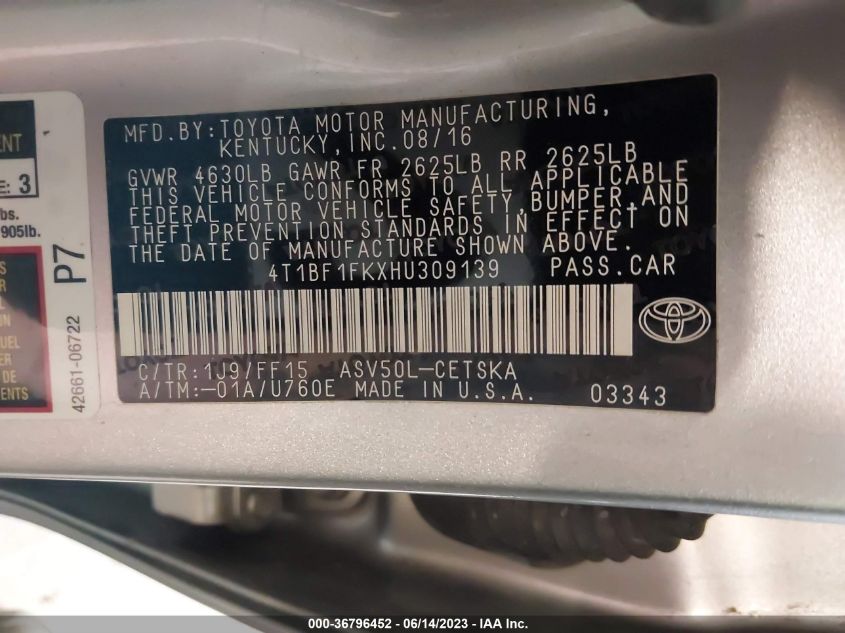 MFD.BY:TOYOTA MOTOR MANUFACTURING,
KENTUCKY, INC.08/16
GVWR 4630LB GAWR FR 2625LB RR 2625LB
THIS VEHICLE CONFORMS TO ALL APPLICABLE
FEDERAL MOTOR VEHICLE SAFETY, BUMPER, AND
THEFT PREVENTION STANDARDS IN EFFECT ON
THE DATE OF MANUFACTURE SHOWN ABOVE.
4T1BF1FKXHU309139 PASS.CAR
C/TR:1J9/FF15 ASV50L-CETSKA
A/TM:-01A/U760E MADE IN U.S.A. 03343
3
905lb.
P7
42661-06722
000-36796452 / 06/14/2023 - IAA Inc.